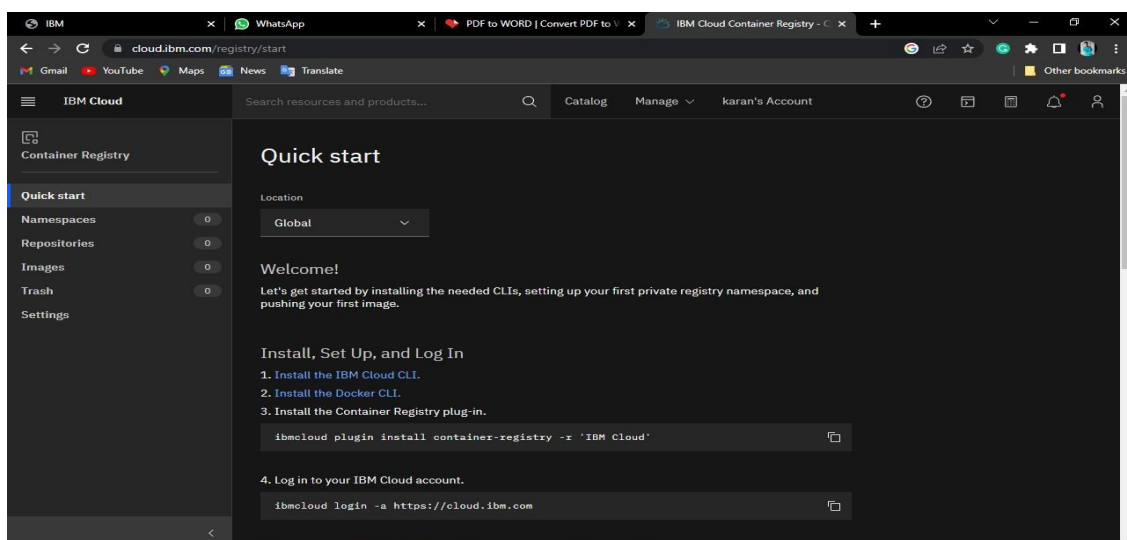 IBM
WhatsApp
PDF to WORD | Convert PDF to W
IBM Cloud Container Registry - C
cloud.ibm.com/registry/start
Gmail YouTube Maps News Translate Other bookmarks
IBM Cloud
Search resources and products...
Catalog Manage karan's Account
Container Registry
Quick start
Namespaces 0
Repositories 0
Images 0
Trash 0
Settings
Quick start
Location
Global
Welcome!
Let's get started by installing the needed CLIs, setting up your first private registry namespace, and
pushing your first image.
Install, Set Up, and Log In
1. Install the IBM Cloud CLI.
2. Install the Docker CLI.
3. Install the Container Registry plug-in.
ibmcloud plugin install container-registry -r 'IBM Cloud'
4. Log in to your IBM Cloud account.
ibmcloud login -a https://cloud.ibm.com